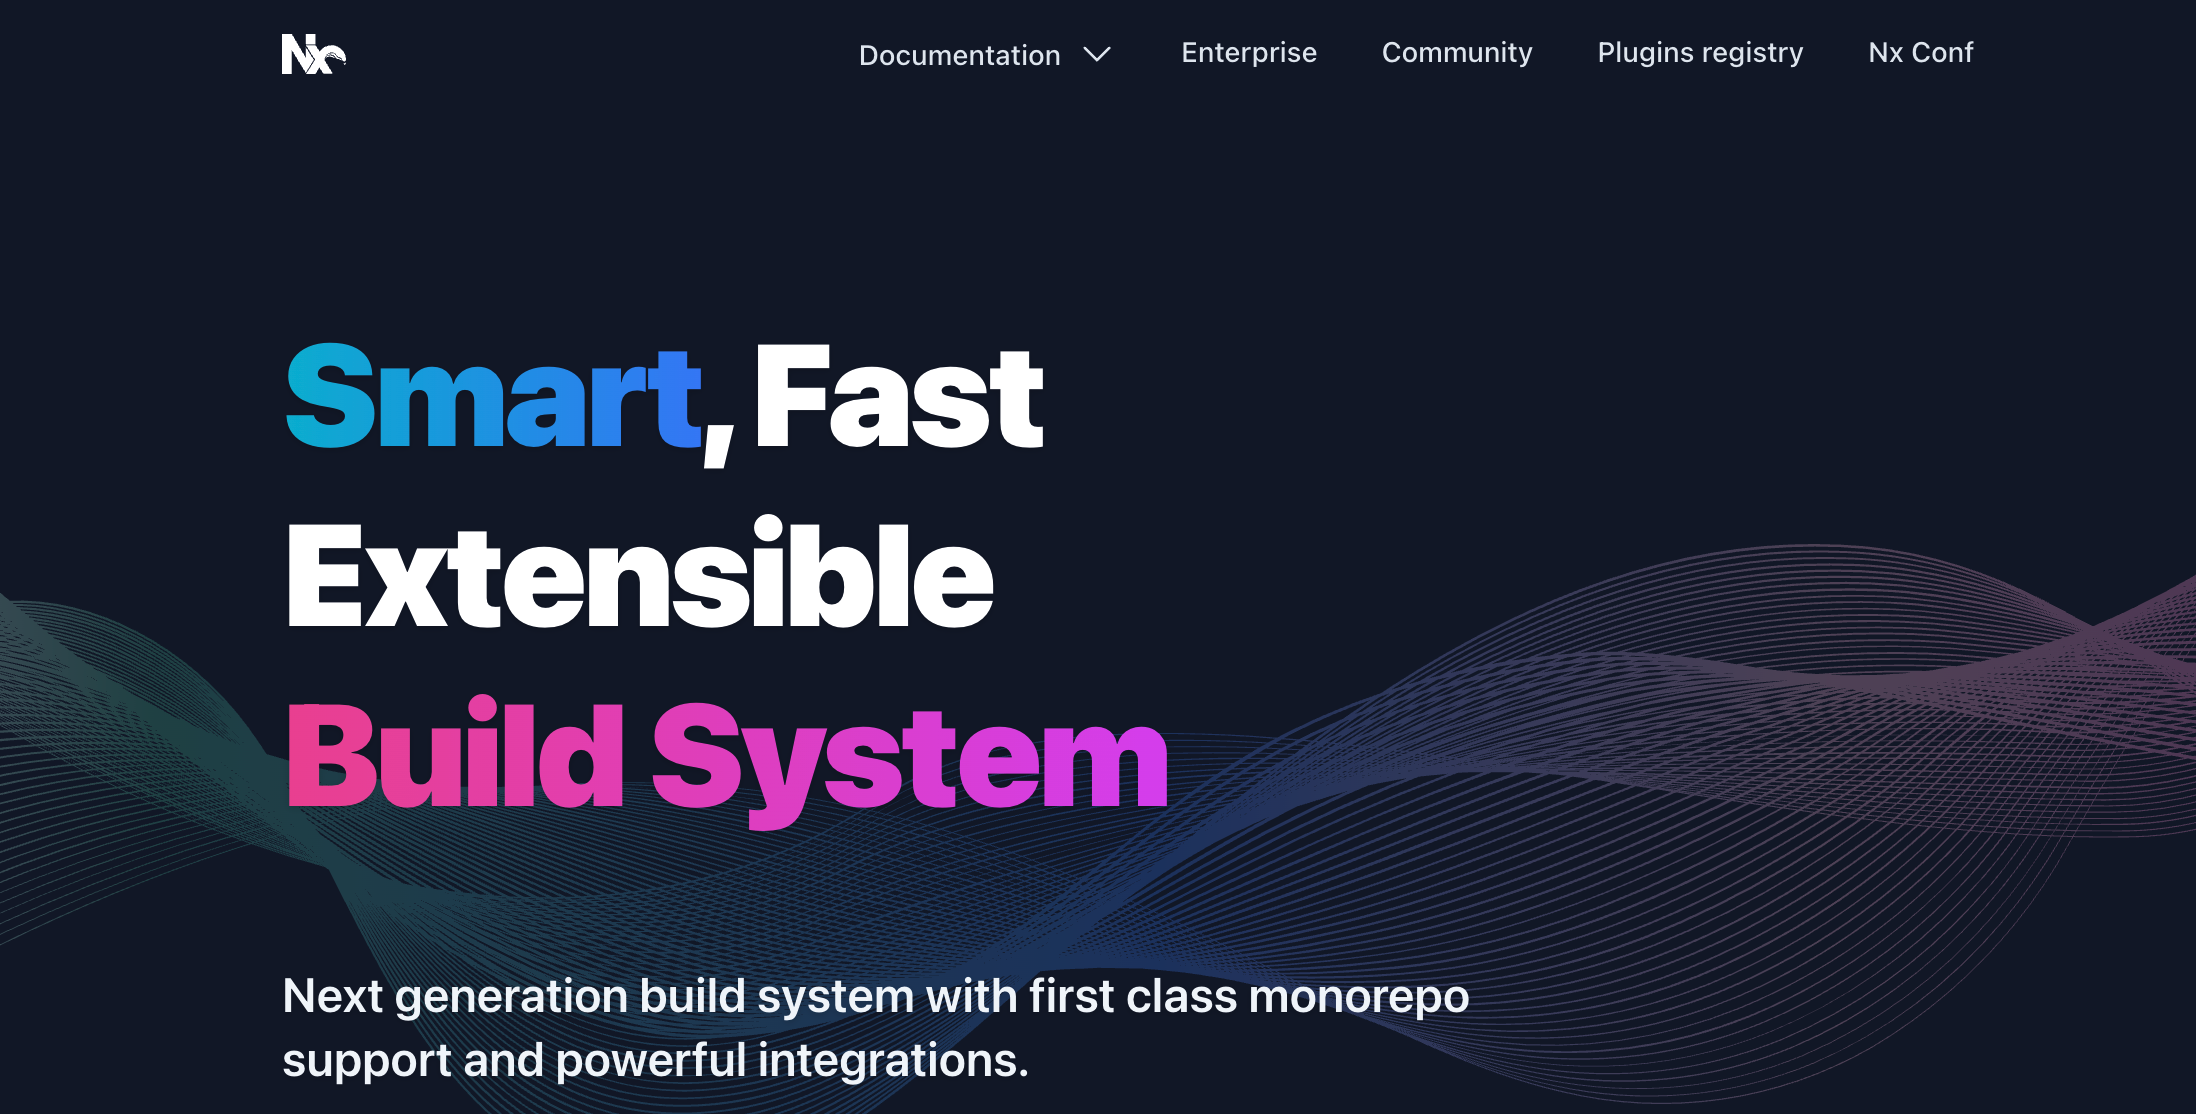 Nx
Documentation Enterprise Community Plugins registry Nx Conf
Smart, Fast
Extensible
Build System
Next generation build system with first class monorepo
support and powerful integrations.